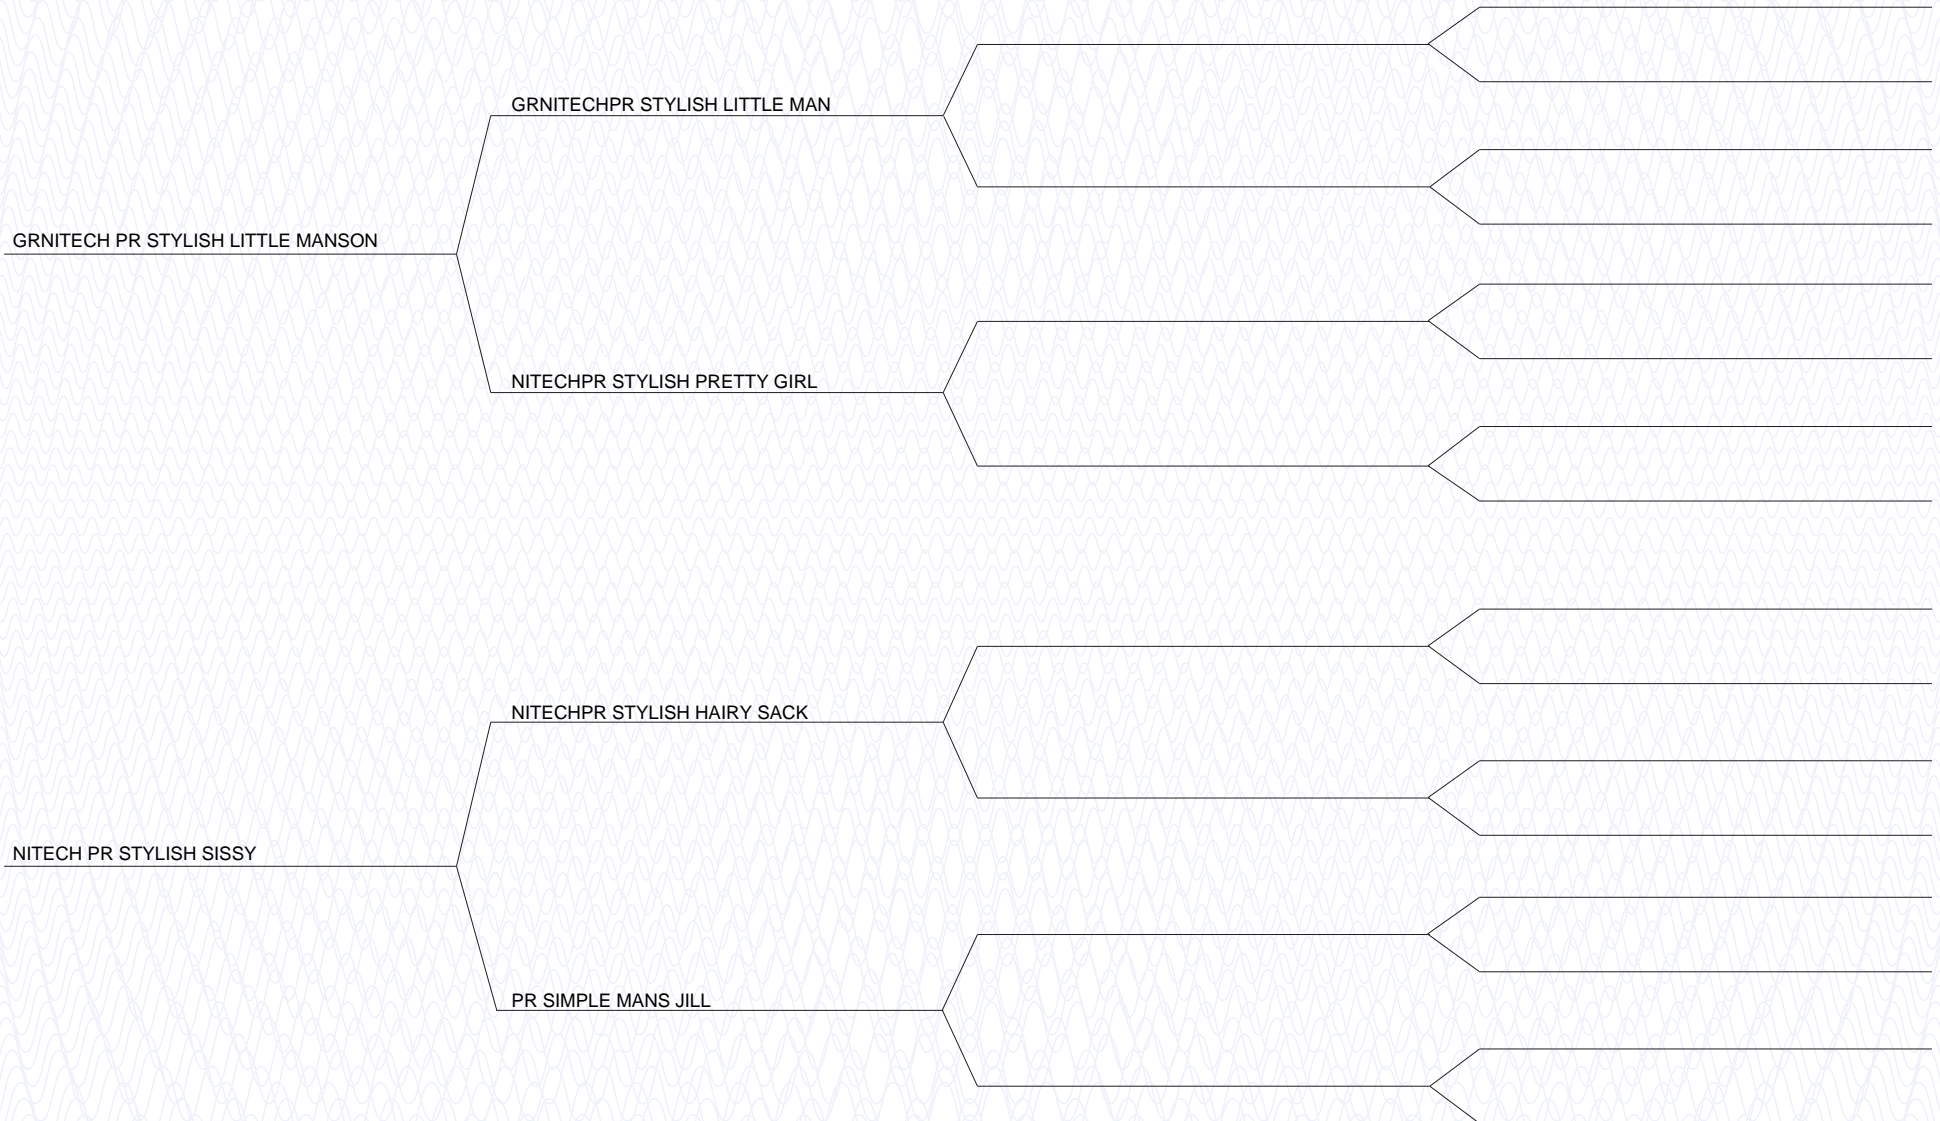 GRNITECHPR STYLISH LITTLE MAN
GRNITECH PR STYLISH LITTLE MANSON
NITECHPR STYLISH PRETTY GIRL
NITECHPR STYLISH HAIRY SACK
NITECH PR STYLISH SISSY
PR SIMPLE MANS JILL